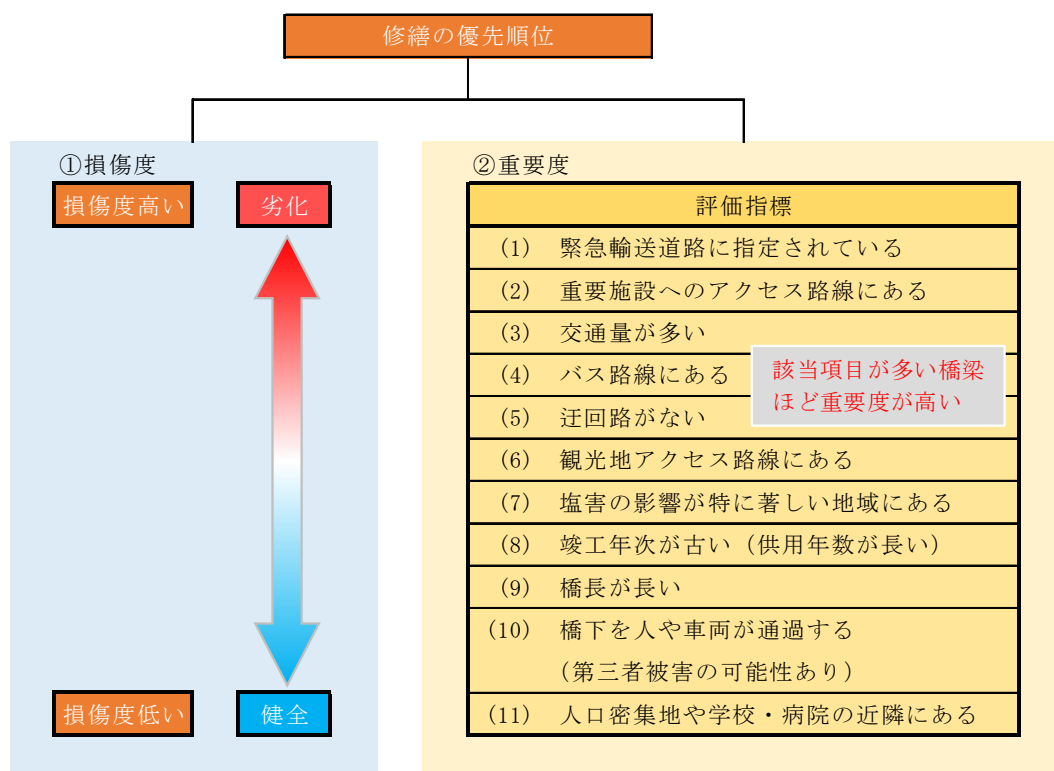 修繕の優先順位
①損傷度
損傷度高い
劣化
損傷度低い
健全
②重要度
評価指標
(1) 緊急輸送道路に指定されている
(2) 重要施設へのアクセス路線にある
(3) 交通量が多い
(4) バス路線にある
(5) 迂回路がない
該当項目が多い橋梁
ほど重要度が高い
(6) 観光地アクセス路線にある
(7) 塩害の影響が特に著しい地域にある
(8) 竣工年次が古い（供用年数が長い）
(9) 橋長が長い
(10) 橋下を人や車両が通過する
（第三者被害の可能性あり）
(11) 人口密集地や学校・病院の近隣にある